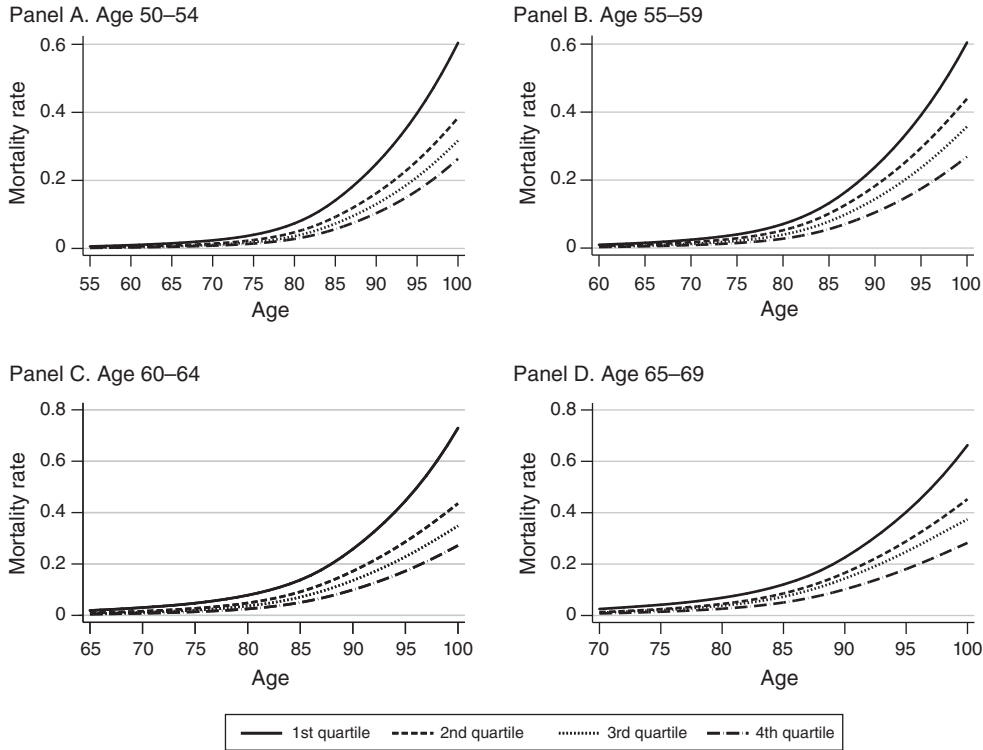 Panel A. Age 50–54
Mortality rate
0.6
0.4
0.2
0
55 60 65 70 75 80 85 90 95 100
Age
Panel B. Age 55–59
Mortality rate
0.6
0.4
0.2
0
60 65 70 75 80 85 90 95 100
Age
Panel C. Age 60–64
Mortality rate
0.8
0.6
0.4
0.2
0
65 70 75 80 85 90 95 100
Age
Panel D. Age 65–69
Mortality rate
0.8
0.6
0.4
0.2
0
70 75 80 85 90 95 100
Age
1st quartile 2nd quartile 3rd quartile 4th quartile